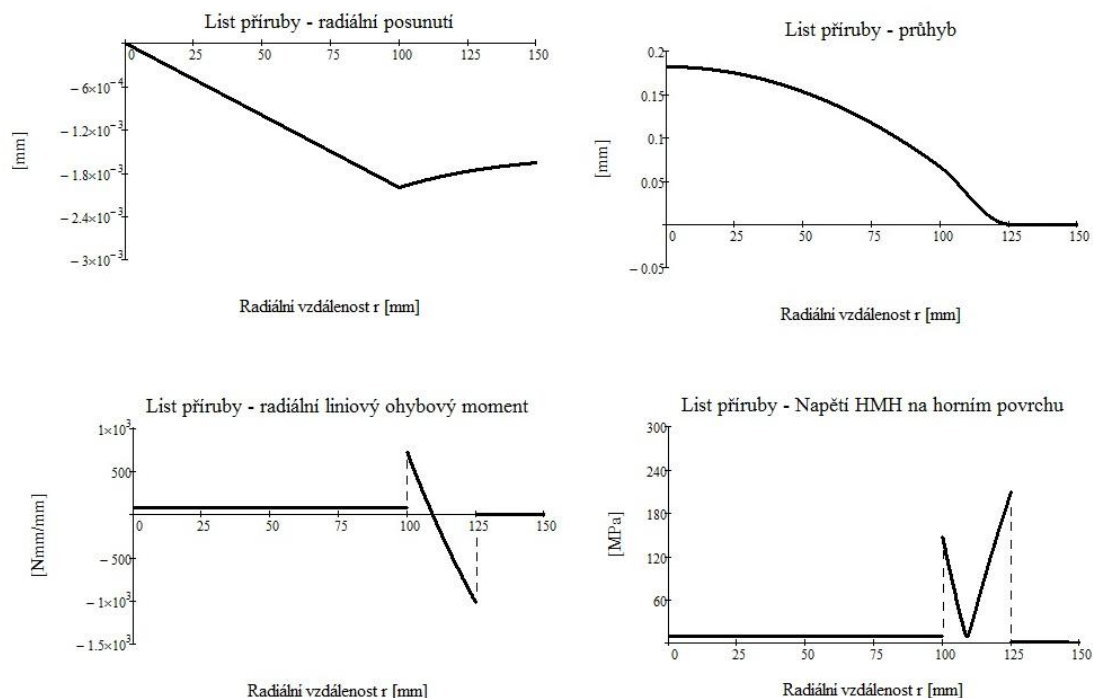 List příruby - radiální posunutí
0 25 50 75 100 125 150
− 6×10⁻⁴
− 1.2×10⁻³
− 1.8×10⁻³
− 2.4×10⁻³
− 3×10⁻³
[mm]
Radiální vzdálenost r [mm]
List příruby - průhyb
0.2
0.15
0.1
0.05
− 0.05
0 25 50 75 100 125 150
[mm]
Radiální vzdálenost r [mm]
List příruby - radiální liniový ohybový moment
1×10³
500
− 500
− 1×10³
− 1.5×10³
0 25 50 75 100 125 150
[Nmm/mm]
Radiální vzdálenost r [mm]
List příruby - Napětí HMH na horním povrchu
300
240
180
120
60
0 25 50 75 100 125 150
[MPa]
Radiální vzdálenost r [mm]